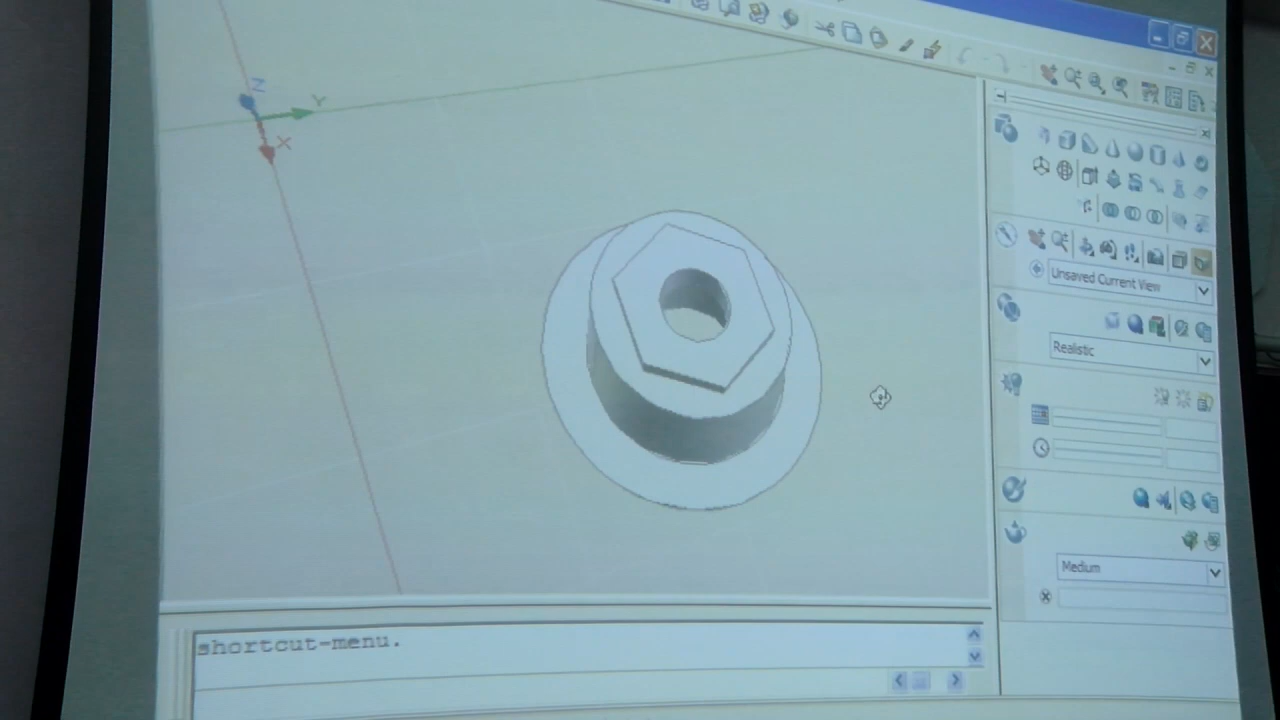 Z
Y
X
Unsaved Current View
Realistic
Medium
shortcut-menu.